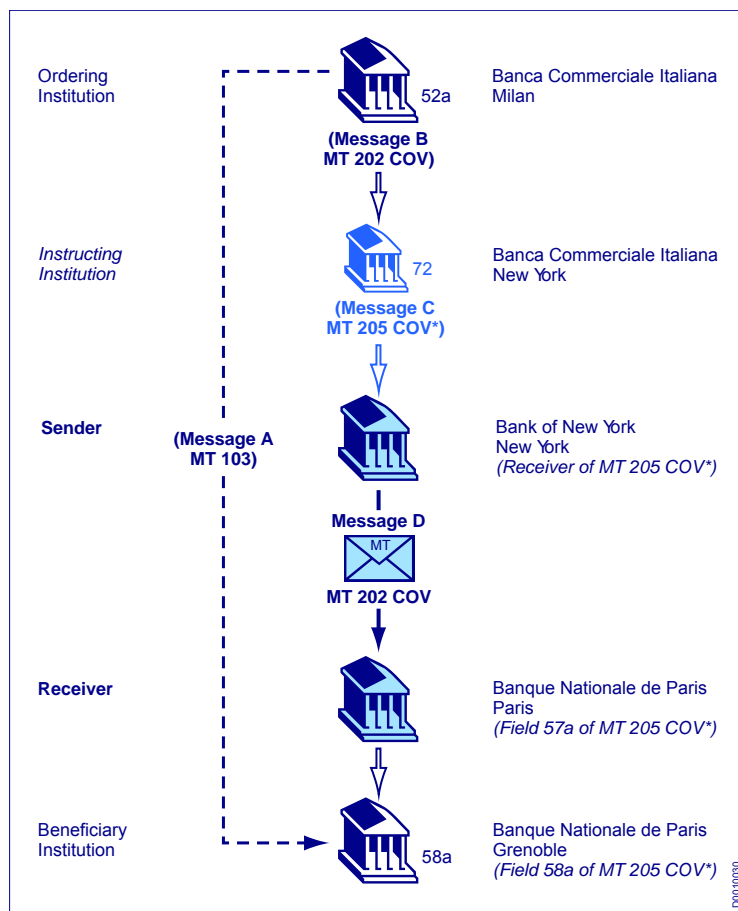 Ordering
Institution
52a
Banca Commerciale Italiana
Milan
(Message B
MT 202 COV)
Instructing
Institution
72
Banca Commerciale Italiana
New York
(Message C
MT 205 COV*)
Sender
(Message A
MT 103)
Bank of New York
New York
(Receiver of MT 205 COV*)
Message D
MT
MT 202 COV
Receiver
Banque Nationale de Paris
Paris
(Field 57a of MT 205 COV*)
Beneficiary
Institution
58a
Banque Nationale de Paris
Grenoble
(Field 58a of MT 205 COV*)
D0010030